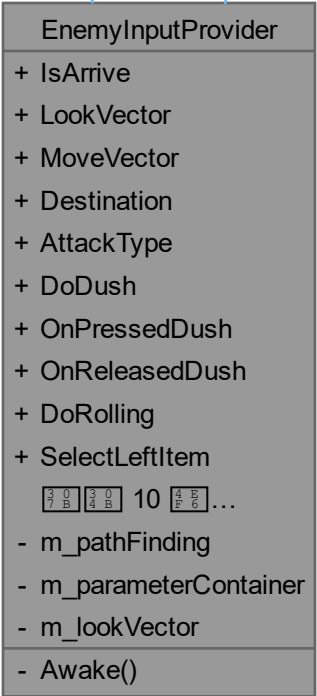 EnemyInputProvider
+ IsArrive
+ LookVector
+ MoveVector
+ Destination
+ AttackType
+ DoDush
+ OnPressedDush
+ OnReleasedDush
+ DoRolling
+ SelectLeftItem
10 ...
- m_pathFinding
- m_parameterContainer
- m_lookVector
- Awake()